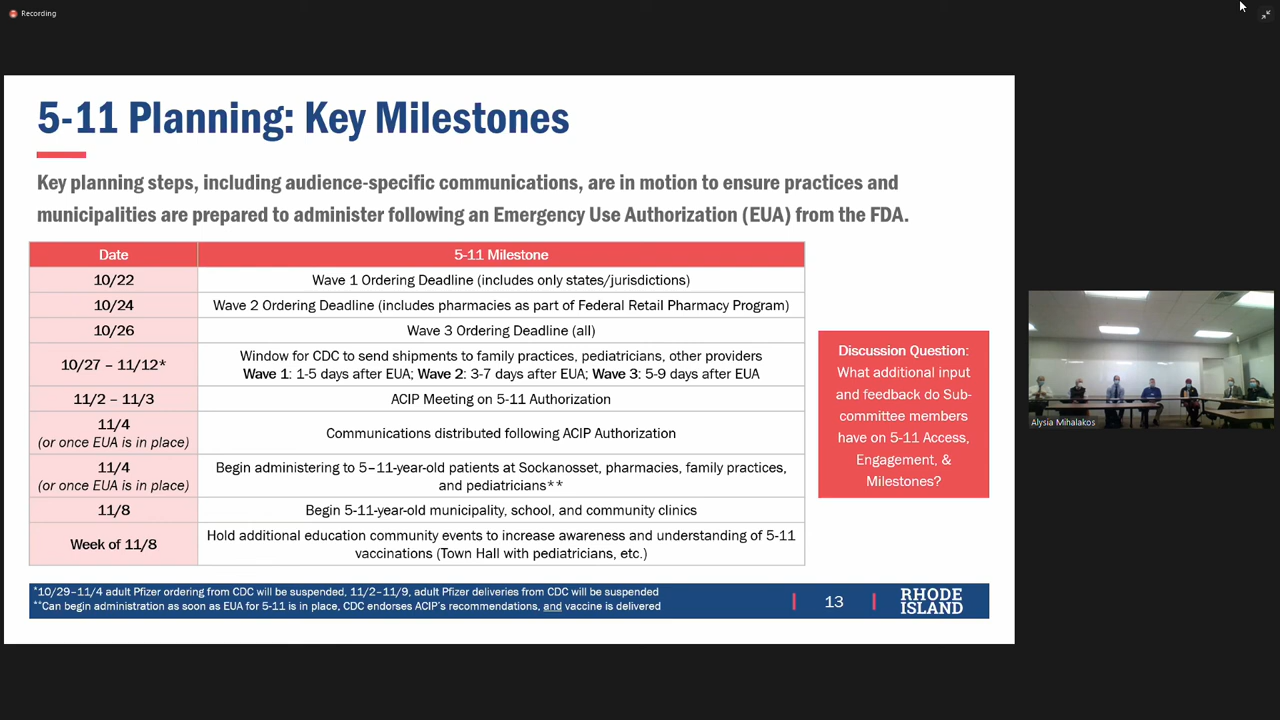 Recording
5-11 Planning: Key Milestones
Key planning steps, including audience-specific communications, are in motion to ensure practices and
municipalities are prepared to administer following an Emergency Use Authorization (EUA) from the FDA.
Date
5-11 Milestone
10/22
Wave 1 Ordering Deadline (includes only states/jurisdictions)
10/24
Wave 2 Ordering Deadline (includes pharmacies as part of Federal Retail Pharmacy Program)
10/26
Wave 3 Ordering Deadline (all)
10/27 – 11/12*
Window for CDC to send shipments to family practices, pediatricians, other providers
Wave 1: 1-5 days after EUA; Wave 2: 3-7 days after EUA; Wave 3: 5-9 days after EUA
11/2 – 11/3
ACIP Meeting on 5-11 Authorization
11/4
(or once EUA is in place)
Communications distributed following ACIP Authorization
11/4
(or once EUA is in place)
Begin administering to 5–11-year-old patients at Sockanosset, pharmacies, family practices,
and pediatricians**
11/8
Begin 5-11-year-old municipality, school, and community clinics
Week of 11/8
Hold additional education community events to increase awareness and understanding of 5-11
vaccinations (Town Hall with pediatricians, etc.)
Discussion Question:
What additional input
and feedback do Sub-
committee members
have on 5-11 Access,
Engagement, &
Milestones?
Alysia Mihalakos
*10/29–11/4 adult Pfizer ordering from CDC will be suspended, 11/2–11/9, adult Pfizer deliveries from CDC will be suspended
**Can begin administration as soon as EUA for 5-11 is in place, CDC endorses ACIP's recommendations, and vaccine is delivered
13
RHODE
ISLAND